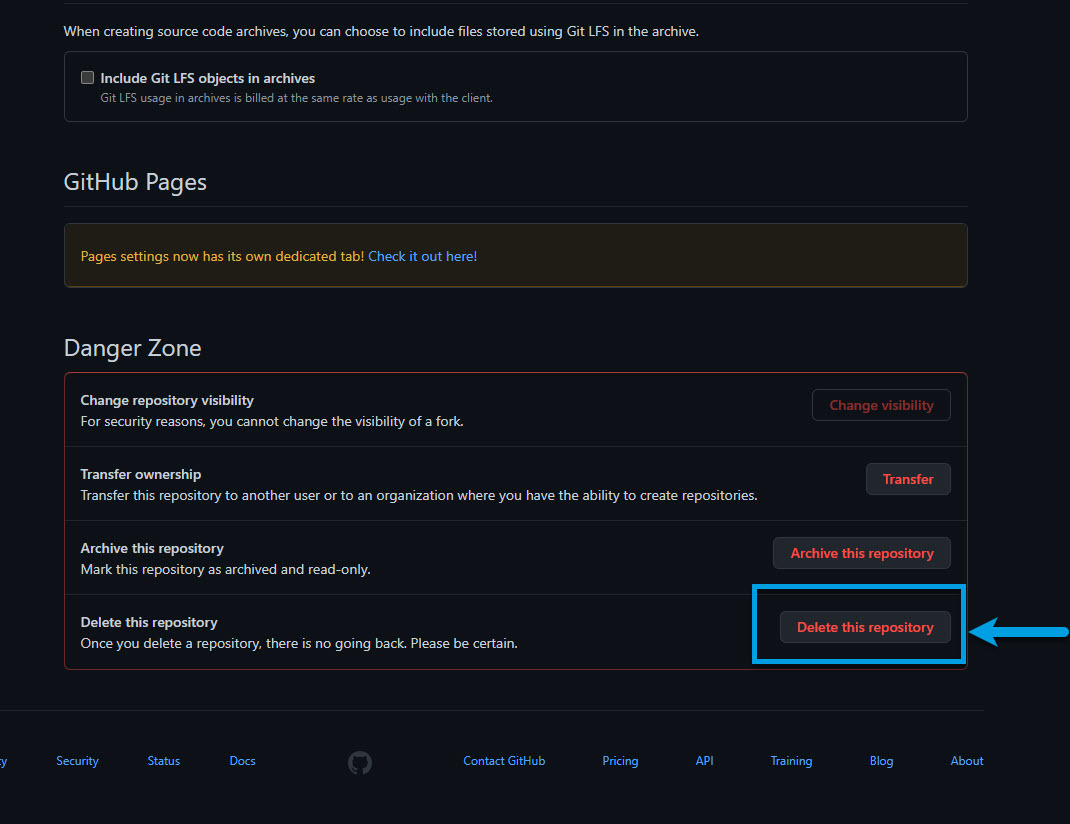 When creating source code archives, you can choose to include files stored using Git LFS in the archive.
Include Git LFS objects in archives
Git LFS usage in archives is billed at the same rate as usage with the client.
GitHub Pages
Pages settings now has its own dedicated tab! Check it out here!
Danger Zone
Change repository visibility
For security reasons, you cannot change the visibility of a fork.
Change visibility
Transfer ownership
Transfer this repository to another user or to an organization where you have the ability to create repositories.
Transfer
Archive this repository
Mark this repository as archived and read-only.
Archive this repository
Delete this repository
Once you delete a repository, there is no going back. Please be certain.
Delete this repository
Security Status Docs Contact GitHub Pricing API Training Blog About